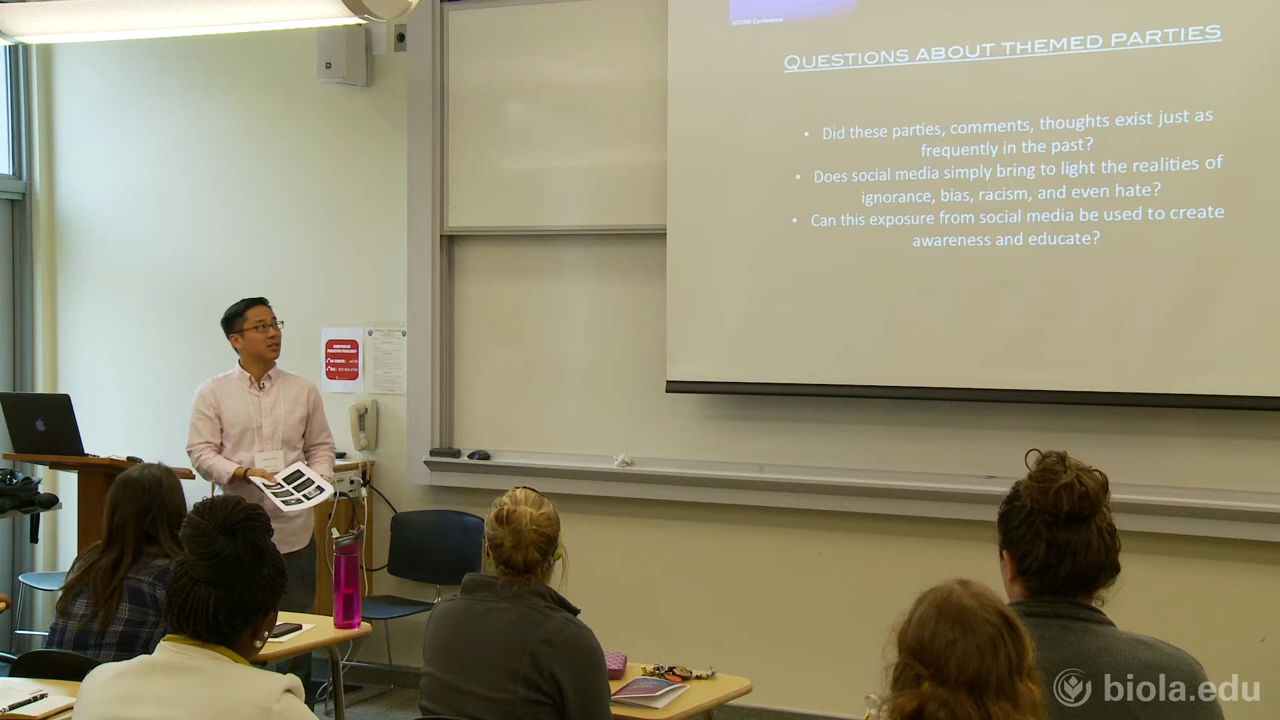 SCORR Conference
QUESTIONS ABOUT THEMED PARTIES
• Did these parties, comments, thoughts exist just as
frequently in the past?
• Does social media simply bring to light the realities of
ignorance, bias, racism, and even hate?
• Can this exposure from social media be used to create
awareness and educate?
biola.edu